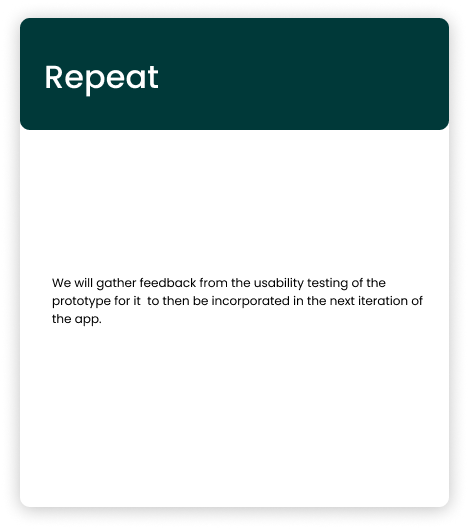 Repeat
We will gather feedback from the usability testing of the
prototype for it  to then be incorporated in the next iteration of
the app.